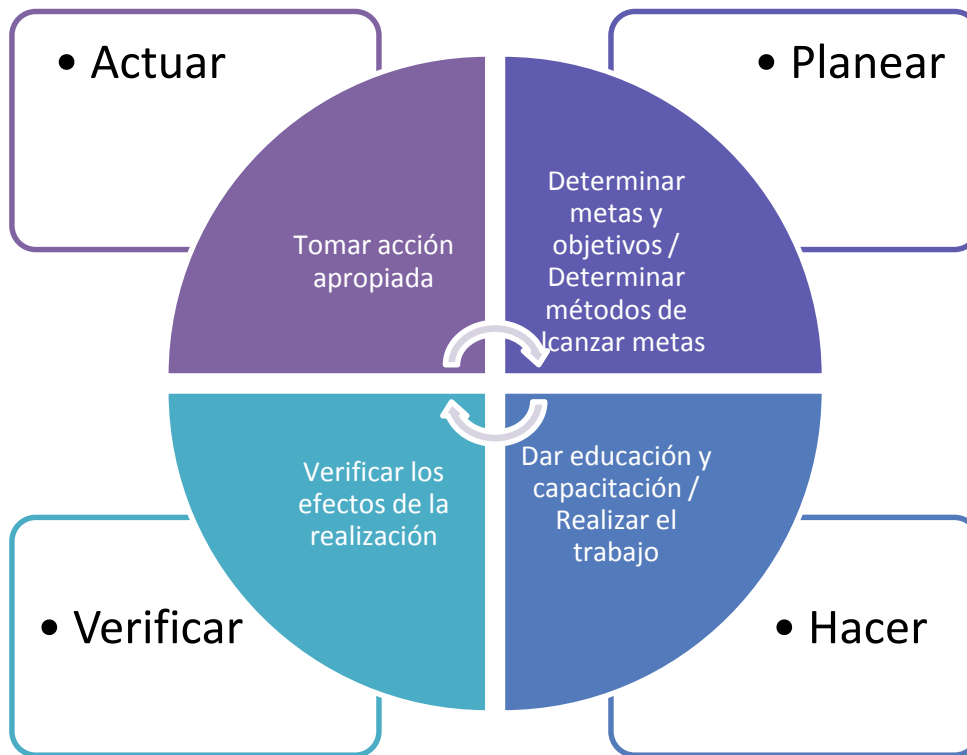 • Actuar
• Planear
Tomar acción
apropiada
Determinar
metas y
objetivos /
Determinar
métodos de
lcanzar metas
Verificar los
efectos de la
realización
Dar educación y
capacitación /
Realizar el
trabajo
• Verificar
• Hacer